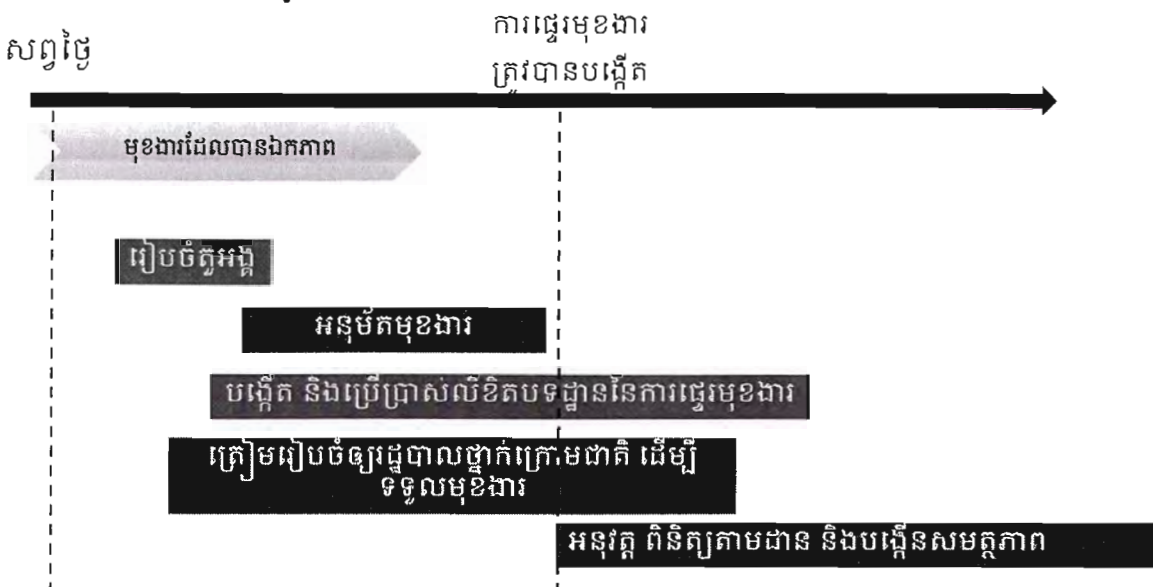 សព្វថ្ងៃ
ការផ្ទេរមុខងារ
ត្រូវបានបង្កើត
មុខងារដែលបានឯកភាព
រៀបចំតួអង្គ
អនុម័តមុខងារ
បង្កើត និងប្រើប្រាស់លិខិតបទដ្ឋាននៃការផ្ទេរមុខងារ
ត្រៀមរៀបចំឲ្យរដ្ឋបាលថ្នាក់ក្រោមជាតិ ដើម្បី
ទទួលមុខងារ
អនុវត្ត ពិនិត្យតាមដាន និងបង្កើនសមត្ថភាព